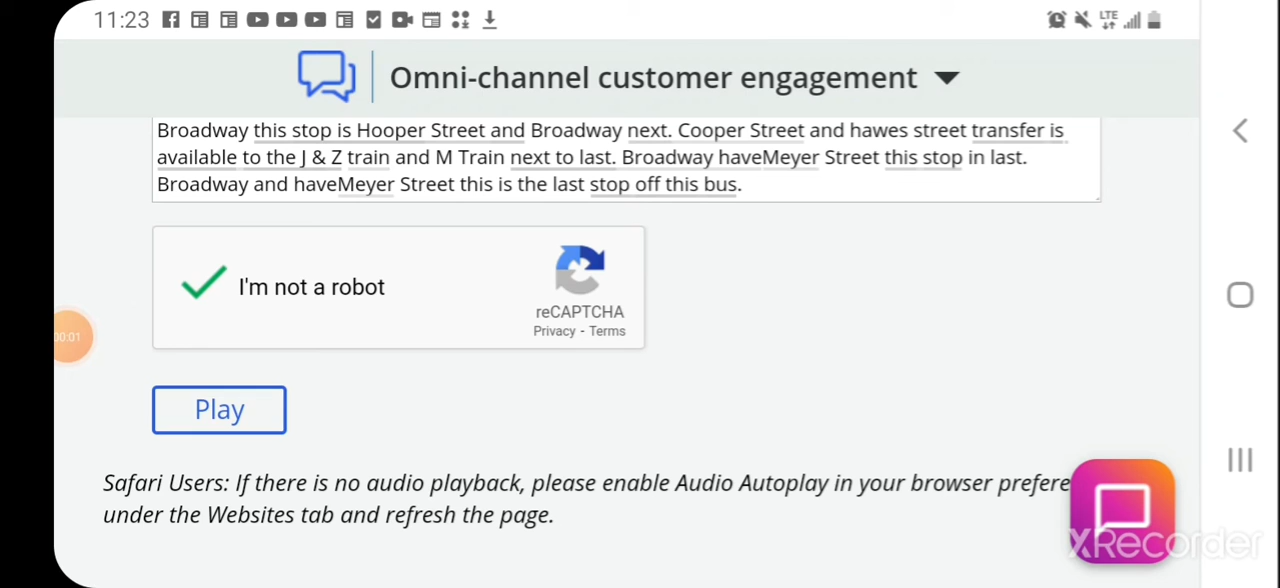 11:23
LTE
Omni-channel customer engagement
Broadway this stop is Hooper Street and Broadway next. Cooper Street and hawes street transfer is
available to the J & Z train and M Train next to last. Broadway haveMeyer Street this stop in last.
Broadway and haveMeyer Street this is the last stop off this bus.
I'm not a robot
reCAPTCHA
Privacy - Terms
00:01
Play
Safari Users: If there is no audio playback, please enable Audio Autoplay in your browser prefere
under the Websites tab and refresh the page.
XRecorder